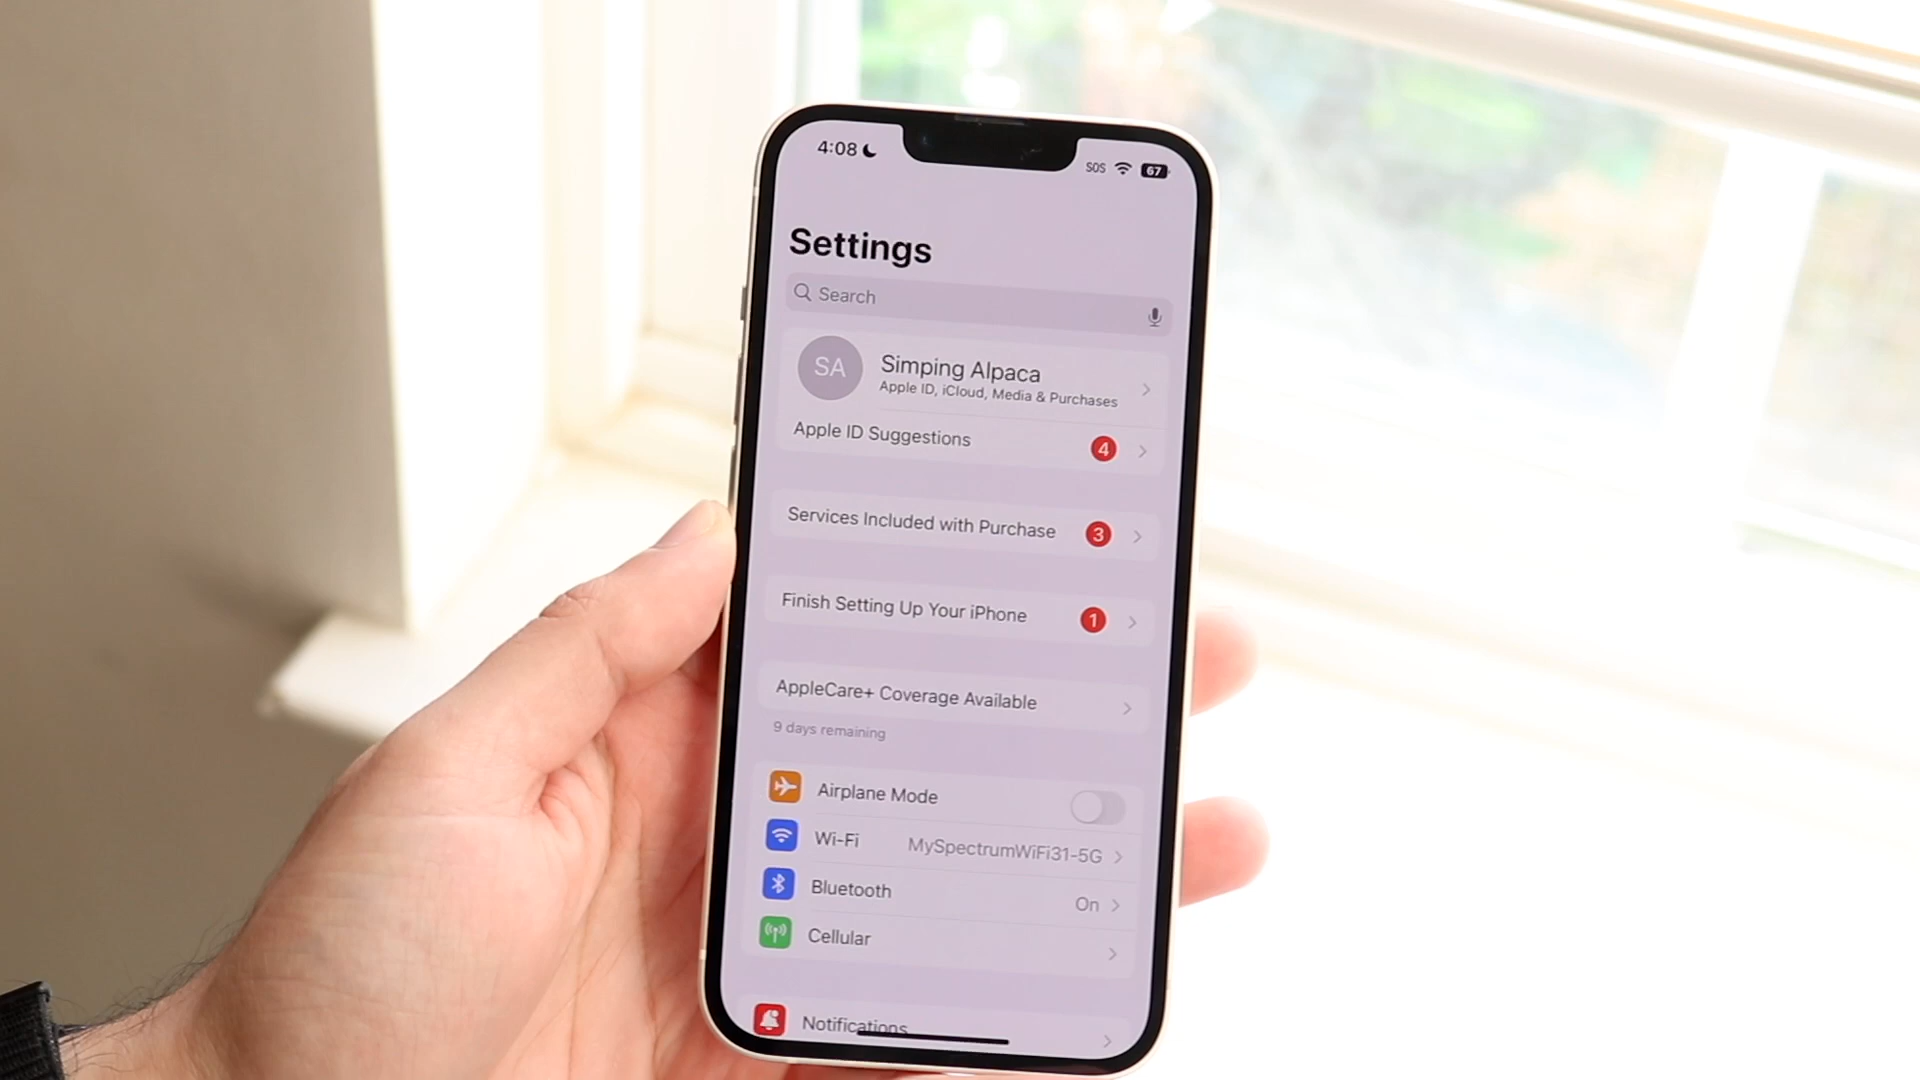 4:08
SOS 67
Settings
Search
SA
Simping Alpaca
Apple ID, iCloud, Media & Purchases
Apple ID Suggestions 4
Services Included with Purchase 3
Finish Setting Up Your iPhone 1
AppleCare+ Coverage Available
9 days remaining
Airplane Mode
Wi-Fi MySpectrumWiFi31-5G
Bluetooth On
Cellular
Notifications